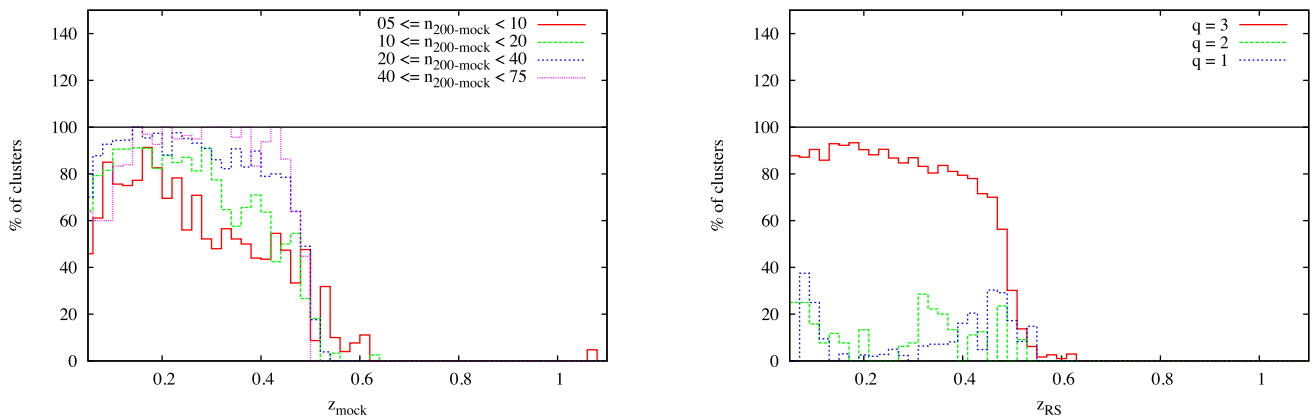 140
120
100
80
60
40
20
0
% of clusters
05 <= n200-mock < 10
10 <= n200-mock < 20
20 <= n200-mock < 40
40 <= n200-mock < 75
0.2 0.4 0.6 0.8 1
zmock
140
120
100
80
60
40
20
0
% of clusters
q = 3
q = 2
q = 1
0.2 0.4 0.6 0.8 1
zRS